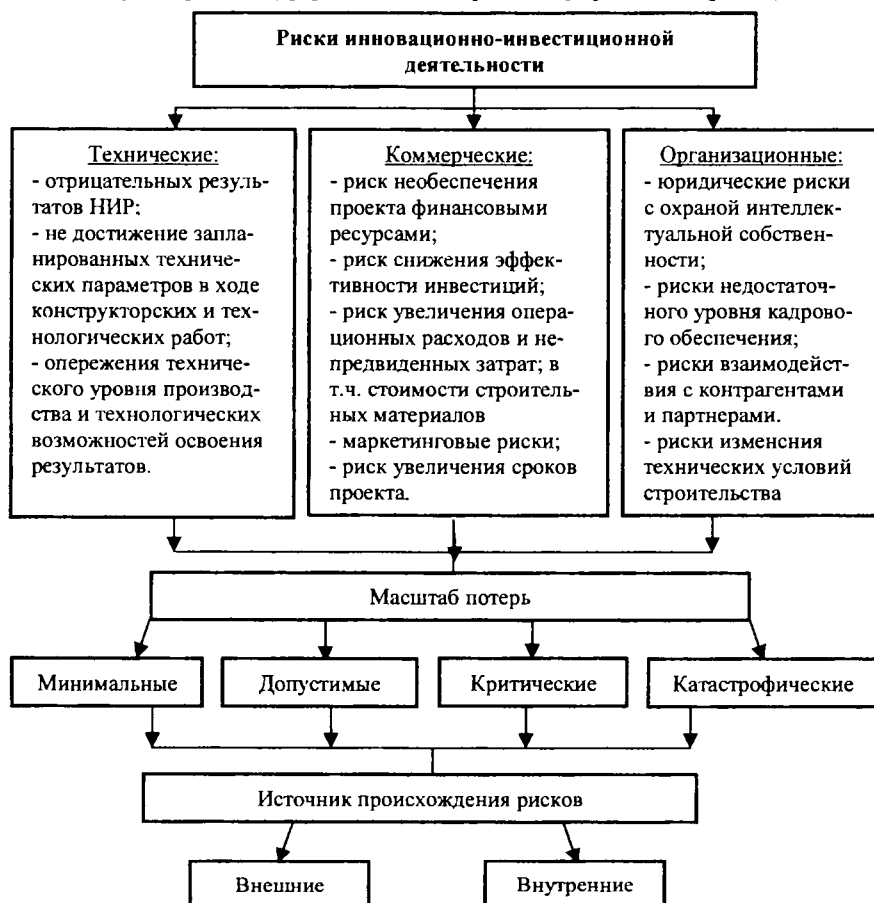 Риски инновационно-инвестиционной
деятельности
Технические:
- отрицательных резуль-
татов НИР;
- не достижение запла-
нированных техниче-
ских параметров в ходе
конструкторских и тех-
нологических работ;
- опережения техниче-
ского уровня производ-
ства и технологических
возможностей освоения
результатов.
Коммерческие:
- риск необеспечения
проекта финансовыми
ресурсами;
- риск снижения эффек-
тивности инвестиций;
- риск увеличения опера-
ционных расходов и не-
предвиденных затрат; в
т.ч. стоимости строитель-
ных материалов
- маркетинговые риски;
- риск увеличения сроков
проекта.
Организационные:
- юридические риски
с охраной интеллек-
туальной собствен-
ности;
- риски недостаточ-
ного уровня кадрово-
го обеспечения;
- риски взаимодейст-
вия с контрагентами
и партнерами.
- риски изменения
технических условий
строительства
Масштаб потерь
Минимальные
Допустимые
Критические
Катастрофические
Источник происхождения рисков
Внешние
Внутренние